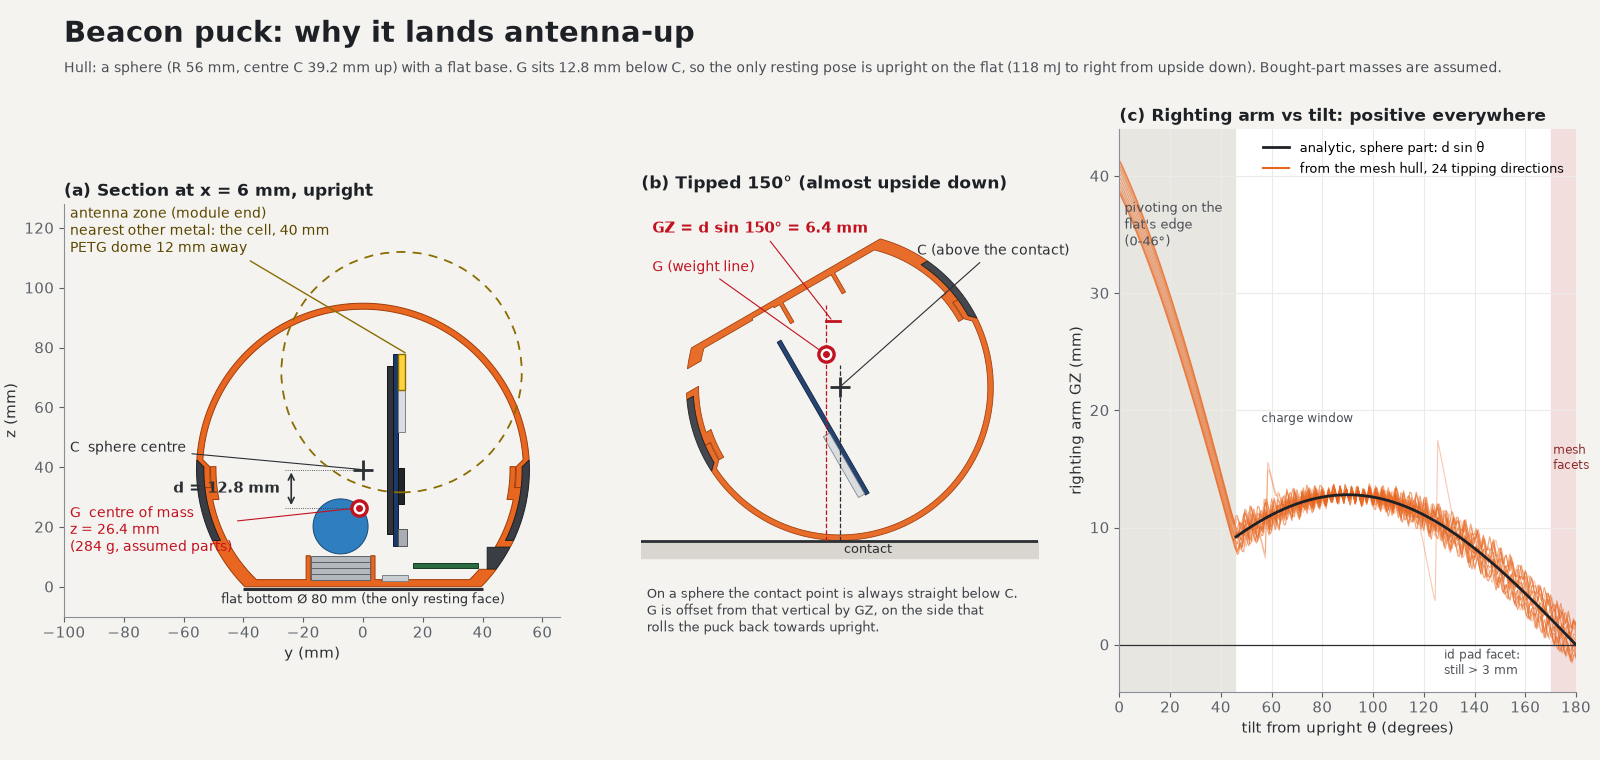 Beacon puck: why it lands antenna-up
Hull: a sphere (R 56 mm, centre C 39.2 mm up) with a flat base. G sits 12.8 mm below C, so the only resting pose is upright on the flat (118 mJ to right from upside down). Bought-part masses are assumed.
(a) Section at x = 6 mm, upright
antenna zone (module end)
nearest other metal: the cell, 40 mm
PETG dome 12 mm away
C  sphere centre
d = 12.8 mm
G  centre of mass
z = 26.4 mm
(284 g, assumed parts)
flat bottom Ø 80 mm (the only resting face)
120
100
80
60
40
20
0
z (mm)
−100
−80
−60
−40
−20
0
20
40
60
y (mm)
(b) Tipped 150° (almost upside down)
GZ = d sin 150° = 6.4 mm
C (above the contact)
G (weight line)
contact
On a sphere the contact point is always straight below C.
G is offset from that vertical by GZ, on the side that
rolls the puck back towards upright.
(c) Righting arm vs tilt: positive everywhere
analytic, sphere part: d sin θ
from the mesh hull, 24 tipping directions
pivoting on the
flat's edge
(0-46°)
charge window
mesh
facets
id pad facet:
still > 3 mm
40
30
20
10
0
righting arm GZ (mm)
0
20
40
60
80
100
120
140
160
180
tilt from upright θ (degrees)